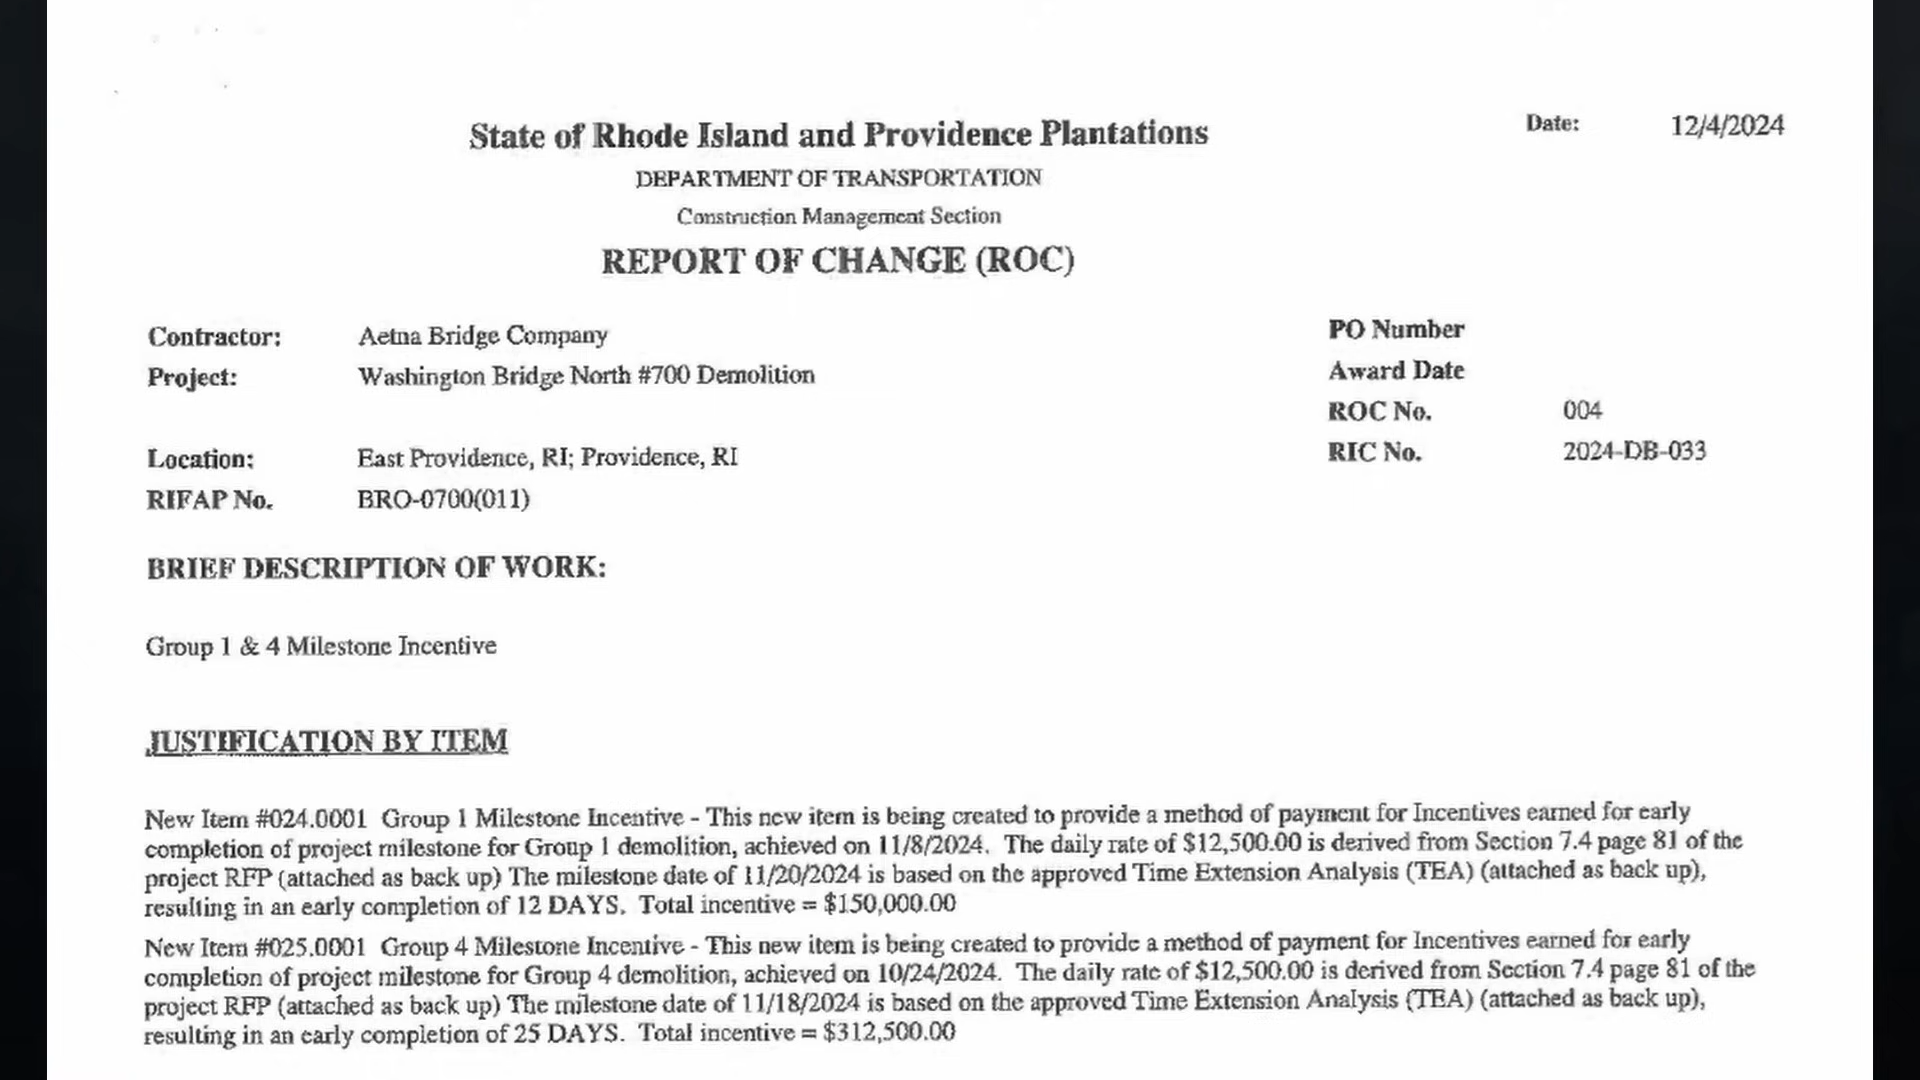 Date: 12/4/2024
State of Rhode Island and Providence Plantations
DEPARTMENT OF TRANSPORTATION
Construction Management Section
REPORT OF CHANGE (ROC)
Contractor: Aetna Bridge Company
Project: Washington Bridge North #700 Demolition
Location: East Providence, RI; Providence, RI
RIFAP No. BRO-0700(011)
PO Number
Award Date
ROC No. 004
RIC No. 2024-DB-033
BRIEF DESCRIPTION OF WORK:
Group 1 & 4 Milestone Incentive
JUSTIFICATION BY ITEM
New Item #024.0001 Group 1 Milestone Incentive - This new item is being created to provide a method of payment for Incentives earned for early
completion of project milestone for Group 1 demolition, achieved on 11/8/2024. The daily rate of $12,500.00 is derived from Section 7.4 page 81 of the
project RFP (attached as back up) The milestone date of 11/20/2024 is based on the approved Time Extension Analysis (TEA) (attached as back up),
resulting in an early completion of 12 DAYS. Total incentive = $150,000.00
New Item #025.0001 Group 4 Milestone Incentive - This new item is being created to provide a method of payment for Incentives earned for early
completion of project milestone for Group 4 demolition, achieved on 10/24/2024. The daily rate of $12,500.00 is derived from Section 7.4 page 81 of the
project RFP (attached as back up) The milestone date of 11/18/2024 is based on the approved Time Extension Analysis (TEA) (attached as back up),
resulting in an early completion of 25 DAYS. Total incentive = $312,500.00